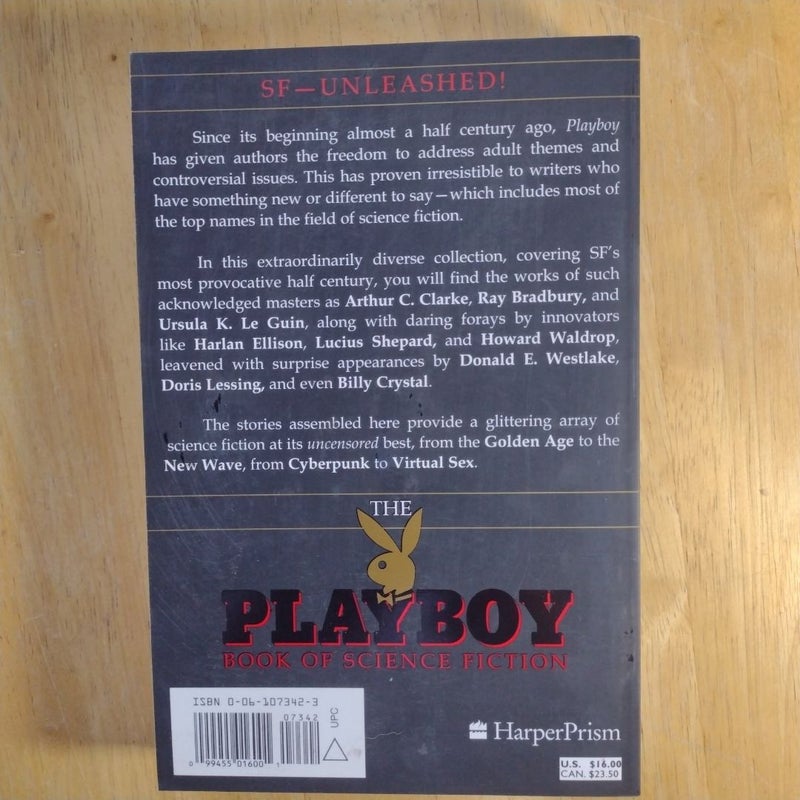 SF—UNLEASHED!
Since its beginning almost a half century ago, Playboy
has given authors the freedom to address adult themes and
controversial issues. This has proven irresistible to writers who
have something new or different to say—which includes most of
the top names in the field of science fiction.
In this extraordinarily diverse collection, covering SF's
most provocative half century, you will find the works of such
acknowledged masters as Arthur C. Clarke, Ray Bradbury, and
Ursula K. Le Guin, along with daring forays by innovators
like Harlan Ellison, Lucius Shepard, and Howard Waldrop,
leavened with surprise appearances by Donald E. Westlake,
Doris Lessing, and even Billy Crystal.
The stories assembled here provide a glittering array of
science fiction at its uncensored best, from the Golden Age to the
New Wave, from Cyberpunk to Virtual Sex.
THE
PLAYBOY
BOOK OF SCIENCE FICTION
ISBN 0-06-107342-3
07342
UPC
0 99455 01600 1
HarperPrism
U.S. $16.00
CAN. $23.50